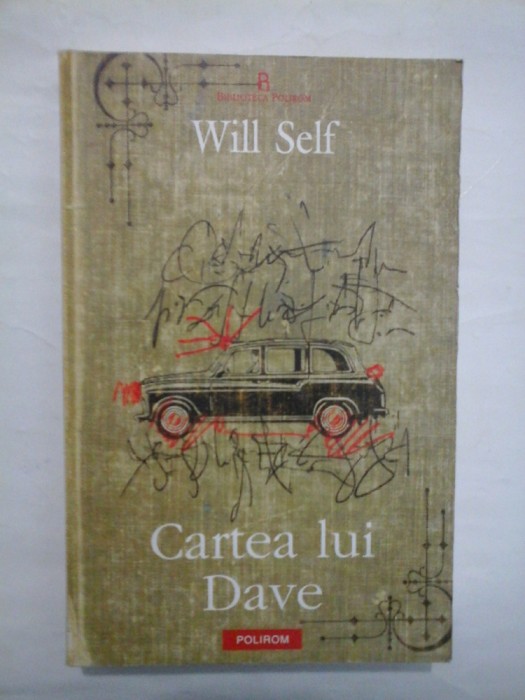 BIBLIOTECA POLIROM
Will Self
Cartea lui
Dave
POLIROM